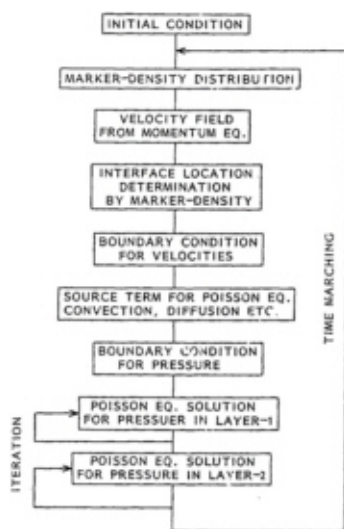 INITIAL CONDITION
MARKER-DENSITY DISTRIBUTION
VELOCITY FIELD
FROM MOMENTUM EQ.
INTERFACE LOCATION
DETERMINATION
BY MARKER-DENSITY
BOUNDARY CONDITION
FOR VELOCITIES
SOURCE TERM FOR POISSON EQ.
CONVECTION, DIFFUSION ETC.
BOUNDARY CONDITION
FOR PRESSURE
POISSON EQ. SOLUTION
FOR PRESSUER IN LAYER-1
POISSON EQ. SOLUTION
FOR PRESSURE IN LAYER-2
ITERATION
TIME MARCHING